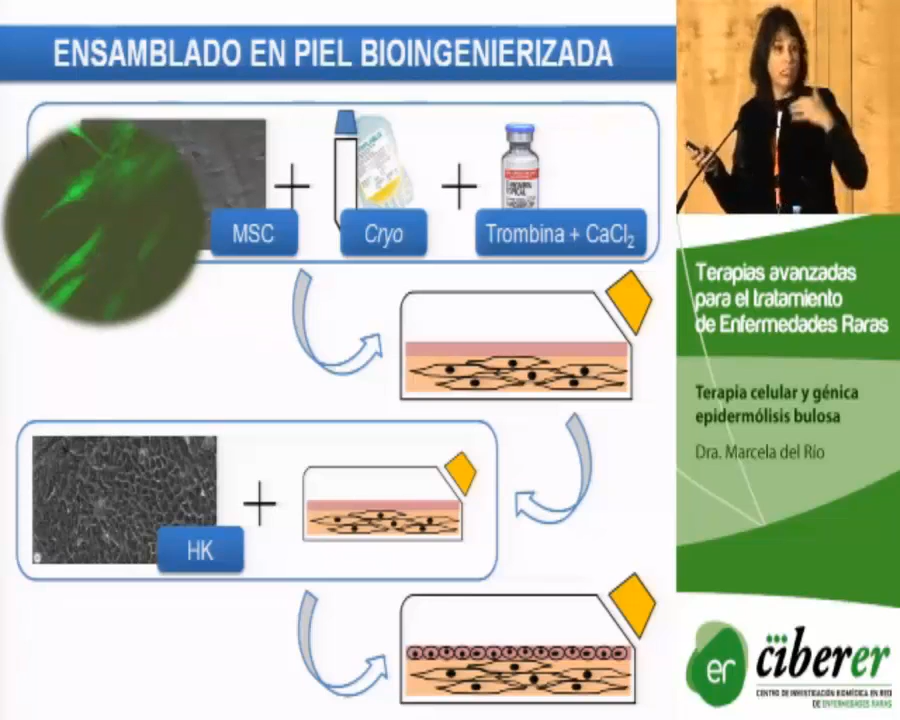 ENSAMBLADO EN PIEL BIOINGENIERIZADA
MSC
Cryo
Trombina + CaCl₂
HK
Terapias avanzadas
para el tratamiento
de Enfermedades Raras
Terapia celular y génica
epidermólisis bulosa
Dra. Marcela del Río
er
ciberer
CENTRO DE INVESTIGACIÓN BIOMÉDICA EN RED
DE ENFERMEDADES RARAS